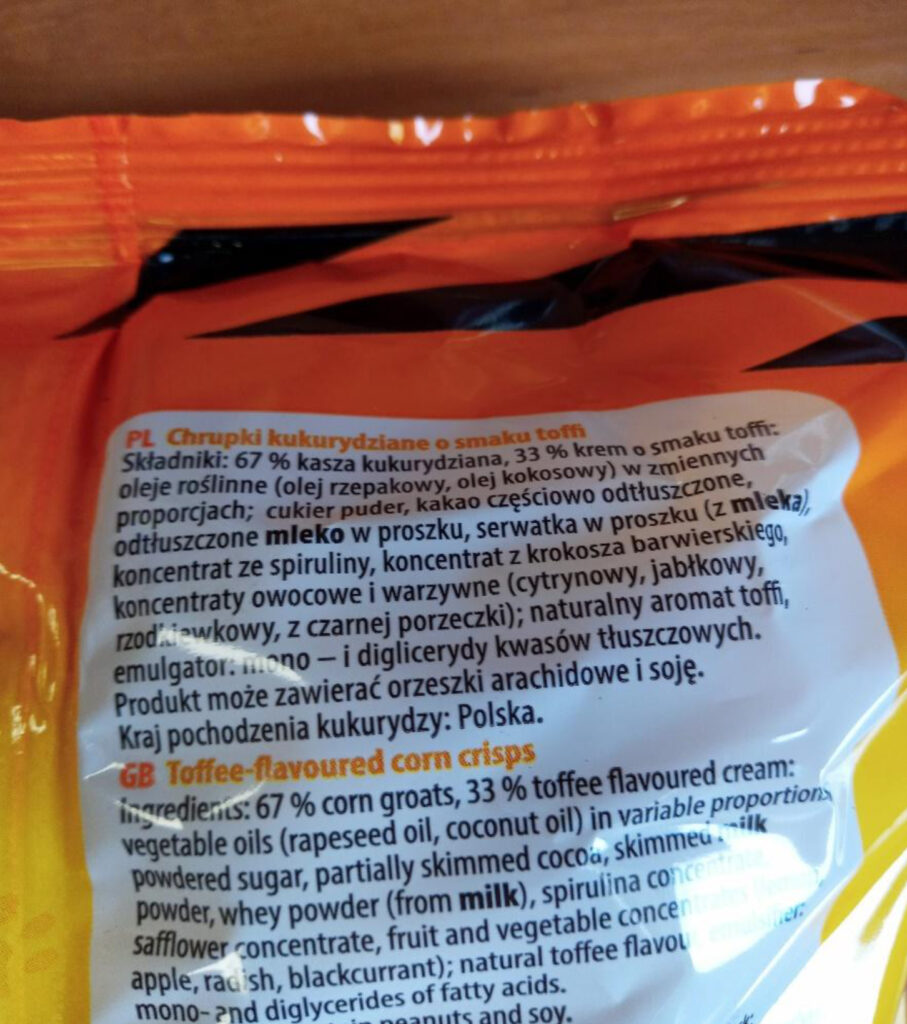 PL Chrupki kukurydziane o smaku toffi
Składniki: 67 % kasza kukurydziana, 33 % krem o smaku toffi:
oleje roślinne (olej rzepakowy, olej kokosowy) w zmiennych
proporcjach; cukier puder, kakao częściowo odtłuszczone,
odtłuszczone mleko w proszku, serwatka w proszku (z mleka),
koncentrat ze spiruliny, koncentrat z krokosza barwierskiego,
koncentraty owocowe i warzywne (cytrynowy, jabłkowy,
rzodkiewkowy, z czarnej porzeczki); naturalny aromat toffi,
emulgator: mono – i diglicerydy kwasów tłuszczowych.
Produkt może zawierać orzeszki arachidowe i soję.
Kraj pochodzenia kukurydzy: Polska.
GB Toffee-flavoured corn crisps
Ingredients: 67 % corn groats, 33 % toffee flavoured cream:
vegetable oils (rapeseed oil, coconut oil) in variable proportions,
powdered sugar, partially skimmed cocoa, skimmed milk
powder, whey powder (from milk), spirulina concentrate,
safflower concentrate, fruit and vegetable concentrates (lemon,
apple, radish, blackcurrant); natural toffee flavour, emulsifier:
mono- and diglycerides of fatty acids.
peanuts and soy.